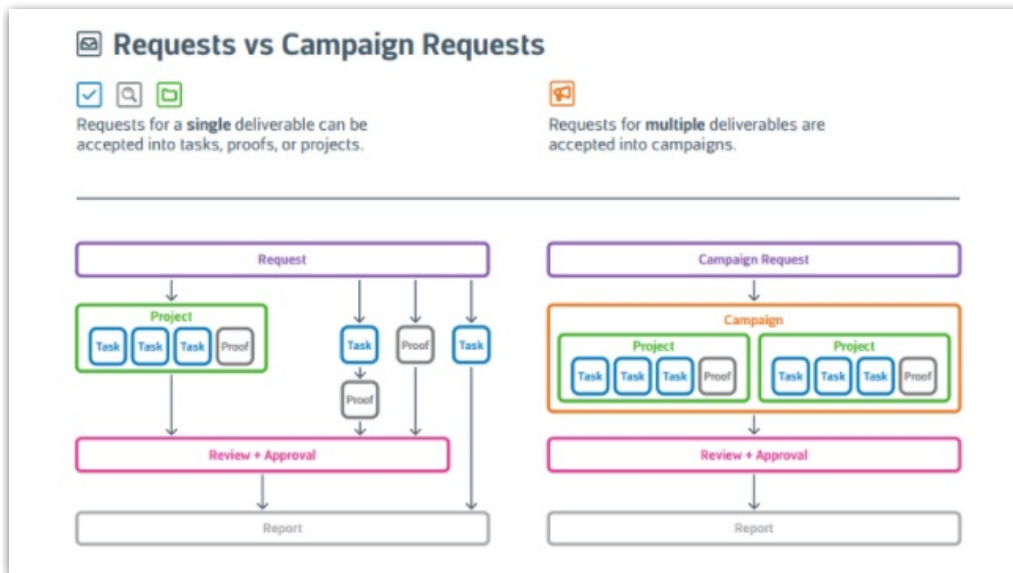 Requests vs Campaign Requests
Requests for a single deliverable can be
accepted into tasks, proofs, or projects.
Requests for multiple deliverables are
accepted into campaigns.
Request
Project
Task Task Task Proof
Task Proof Task
Proof
Review + Approval
Report
Campaign Request
Campaign
Project Project
Task Task Task Proof Task Task Task Proof
Review + Approval
Report